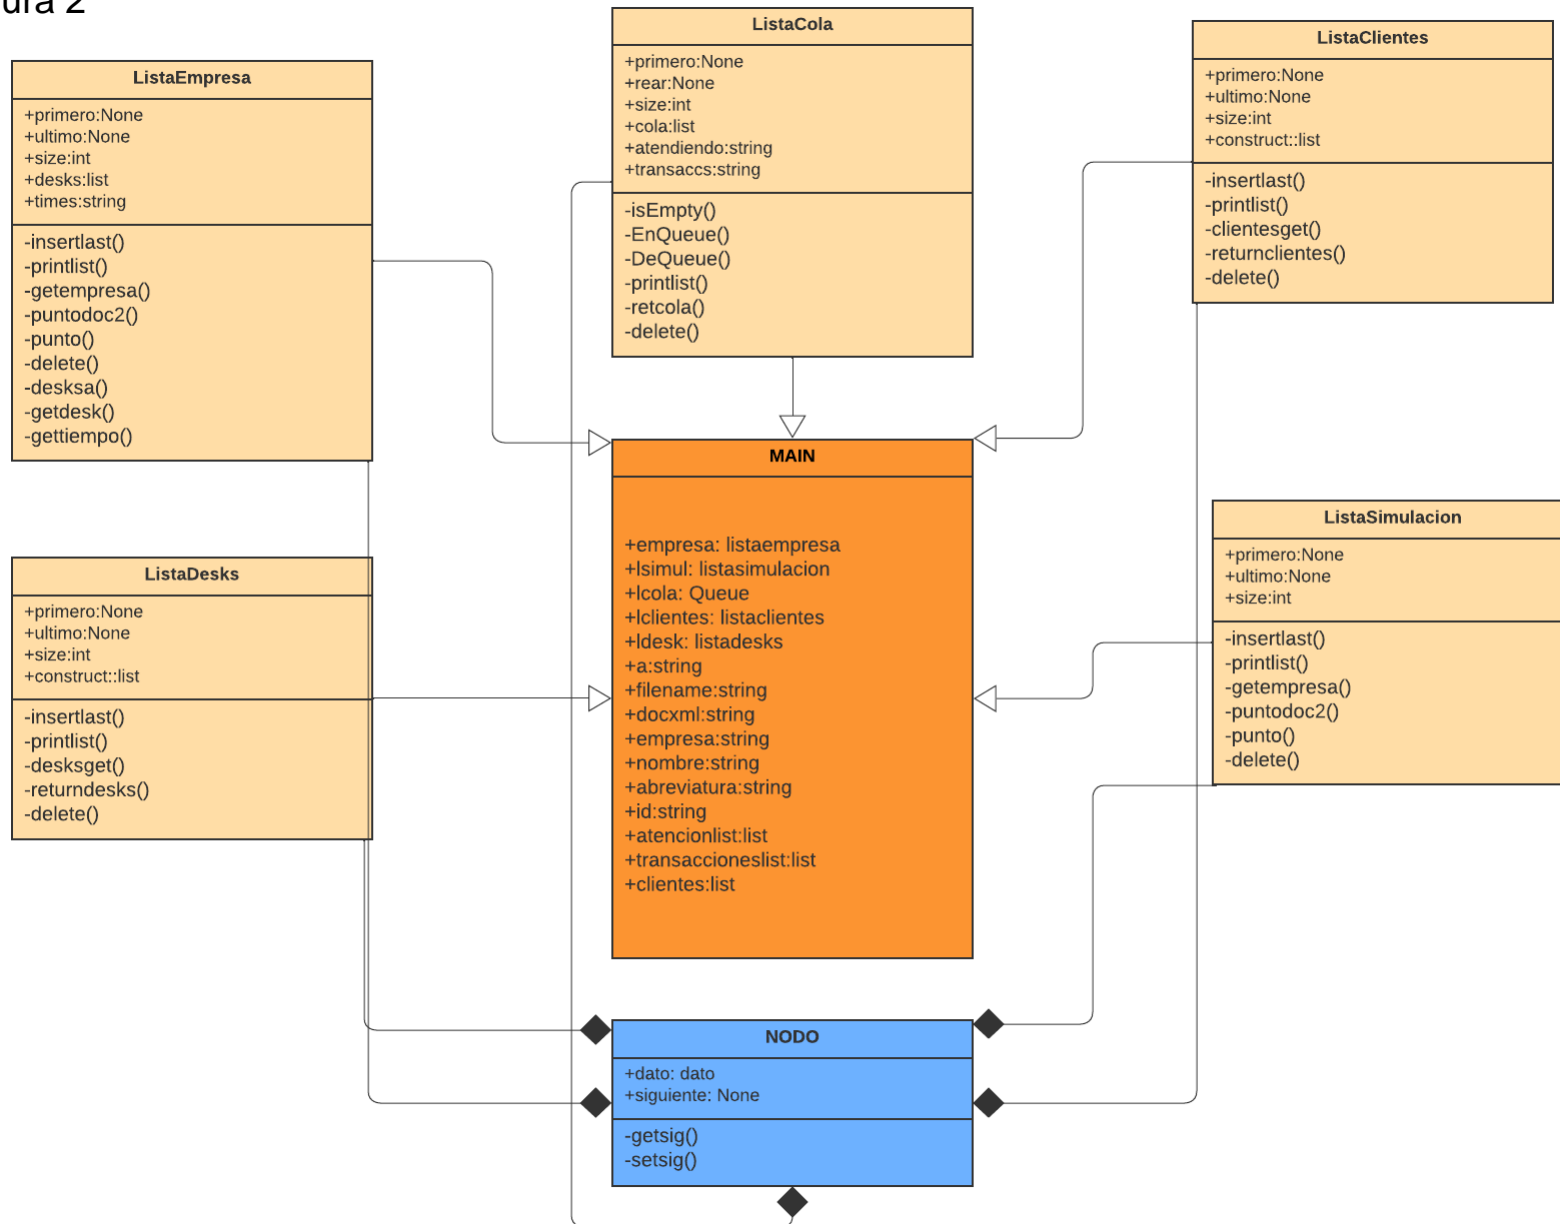 ura 2
ListaEmpresa
+primero:None
+ultimo:None
+size:int
+desks:list
+times:string
-insertlast()
-printlist()
-getempresa()
-puntodoc2()
-punto()
-delete()
-desksa()
-getdesk()
-gettiempo()
ListaCola
+primero:None
+rear:None
+size:int
+cola:list
+atendiendo:string
+transaccs:string
-isEmpty()
-EnQueue()
-DeQueue()
-printlist()
-retcola()
-delete()
ListaClientes
+primero:None
+ultimo:None
+size:int
+construct::list
-insertlast()
-printlist()
-clientesget()
-returnclientes()
-delete()
MAIN
+empresa: listaempresa
+lsimul: listasimulacion
+lcola: Queue
+lclientes: listaclientes
+ldesk: listadesks
+a:string
+filename:string
+docxml:string
+empresa:string
+nombre:string
+abreviatura:string
+id:string
+atencionlist:list
+transaccioneslist:list
+clientes:list
ListaDesks
+primero:None
+ultimo:None
+size:int
+construct::list
-insertlast()
-printlist()
-desksget()
-returndesks()
-delete()
ListaSimulacion
+primero:None
+ultimo:None
+size:int
-insertlast()
-printlist()
-getempresa()
-puntodoc2()
-punto()
-delete()
NODO
+dato: dato
+siguiente: None
-getsig()
-setsig()